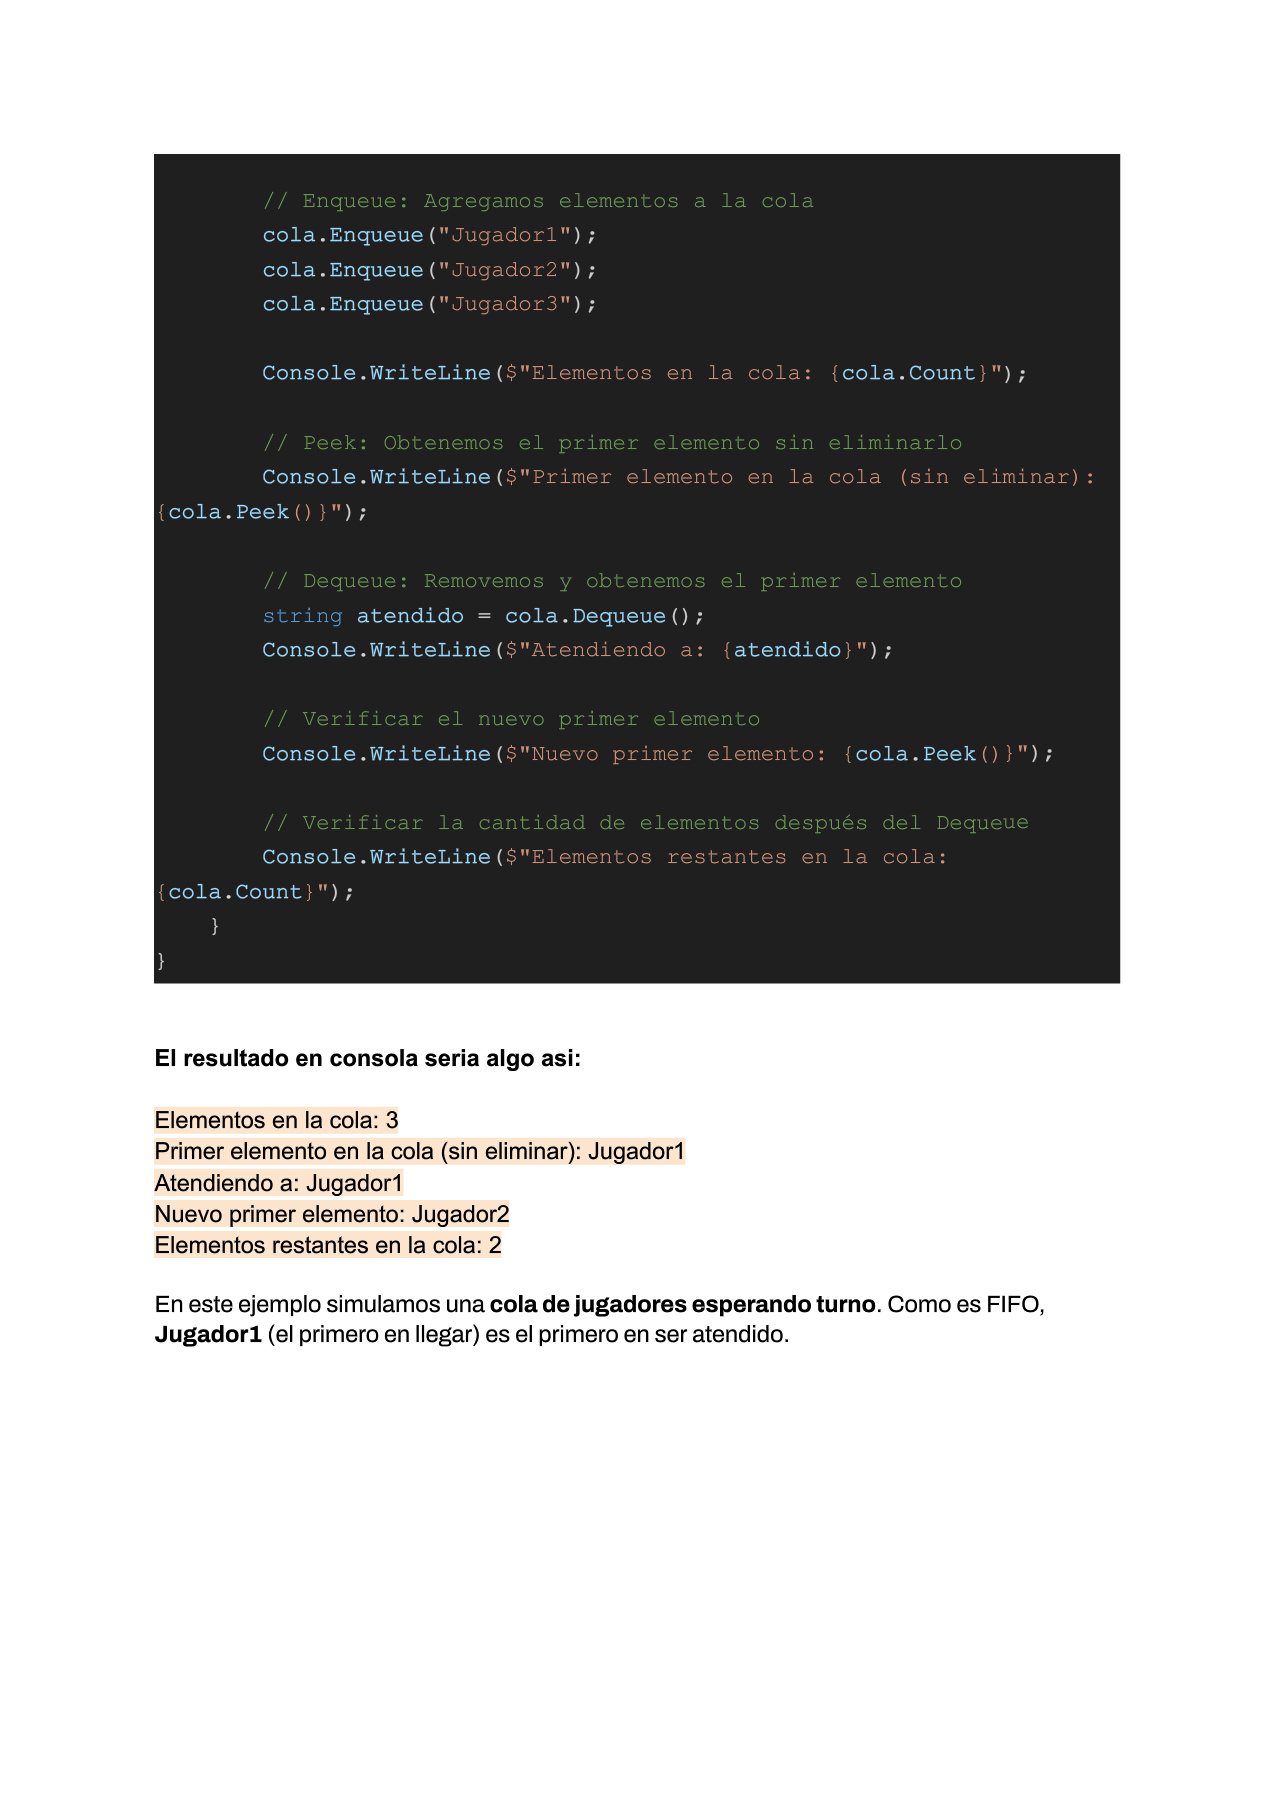 // Enqueue: Agregamos elementos a la cola
cola.Enqueue("Jugador1");
cola.Enqueue("Jugador2");
cola.Enqueue("Jugador3");
Console.WriteLine($"Elementos en la cola: {cola.Count}");
// Peek: Obtenemos el primer elemento sin eliminarlo
Console.WriteLine($"Primer elemento en la cola (sin eliminar):
{cola.Peek()}");
// Dequeue: Removemos y obtenemos el primer elemento
string atendido = cola.Dequeue();
Console.WriteLine($"Atendiendo a: {atendido}");
// Verificar el nuevo primer elemento
Console.WriteLine($"Nuevo primer elemento: {cola.Peek()}");
// Verificar la cantidad de elementos después del Dequeue
Console.WriteLine($"Elementos restantes en la cola:
{cola.Count}");
}
}
El resultado en consola seria algo asi:
Elementos en la cola: 3
Primer elemento en la cola (sin eliminar): Jugador1
Atendiendo a: Jugador1
Nuevo primer elemento: Jugador2
Elementos restantes en la cola: 2
En este ejemplo simulamos una cola de jugadores esperando turno. Como es FIFO,
Jugador1 (el primero en llegar) es el primero en ser atendido.